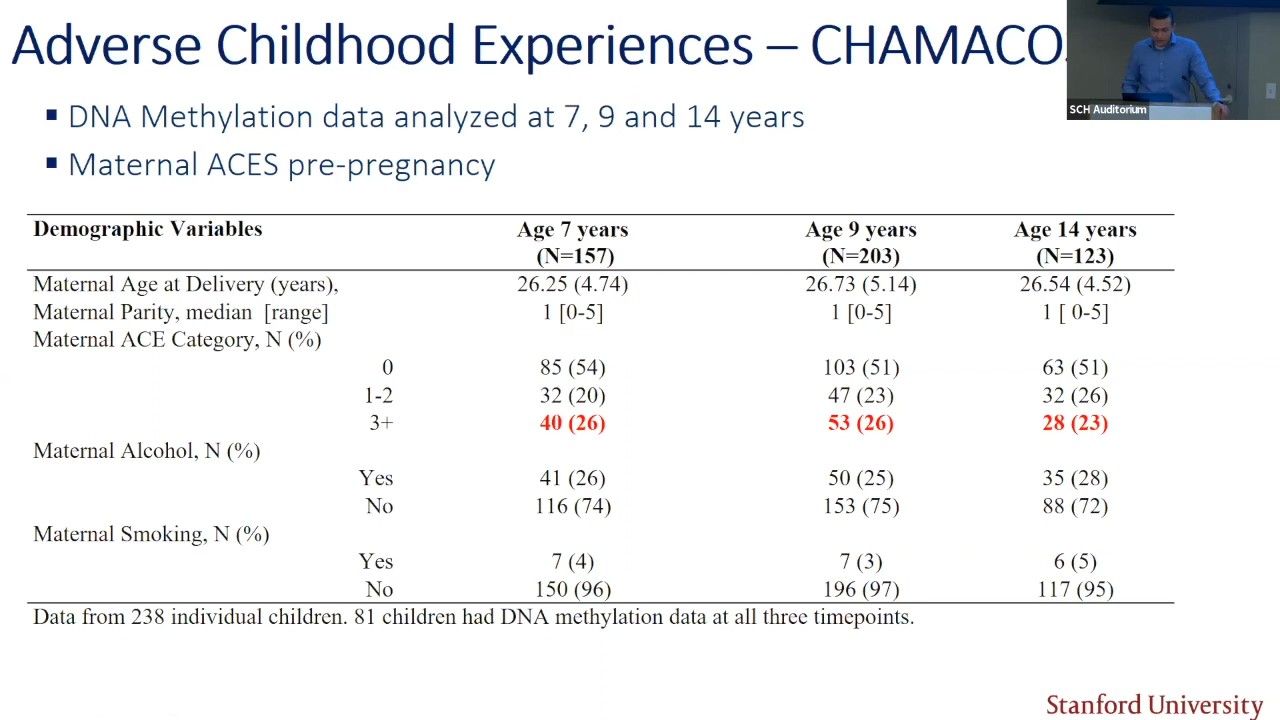 Adverse Childhood Experiences – CHAMACOS
SCH Auditorium
▪ DNA Methylation data analyzed at 7, 9 and 14 years
▪ Maternal ACES pre-pregnancy
Demographic Variables Age 7 years (N=157) Age 9 years (N=203) Age 14 years (N=123)
Maternal Age at Delivery (years), 26.25 (4.74) 26.73 (5.14) 26.54 (4.52)
Maternal Parity, median [range] 1 [0-5] 1 [0-5] 1 [ 0-5]
Maternal ACE Category, N (%)
0 85 (54) 103 (51) 63 (51)
1-2 32 (20) 47 (23) 32 (26)
3+ 40 (26) 53 (26) 28 (23)
Maternal Alcohol, N (%)
Yes 41 (26) 50 (25) 35 (28)
No 116 (74) 153 (75) 88 (72)
Maternal Smoking, N (%)
Yes 7 (4) 7 (3) 6 (5)
No 150 (96) 196 (97) 117 (95)
Data from 238 individual children. 81 children had DNA methylation data at all three timepoints.
Stanford University